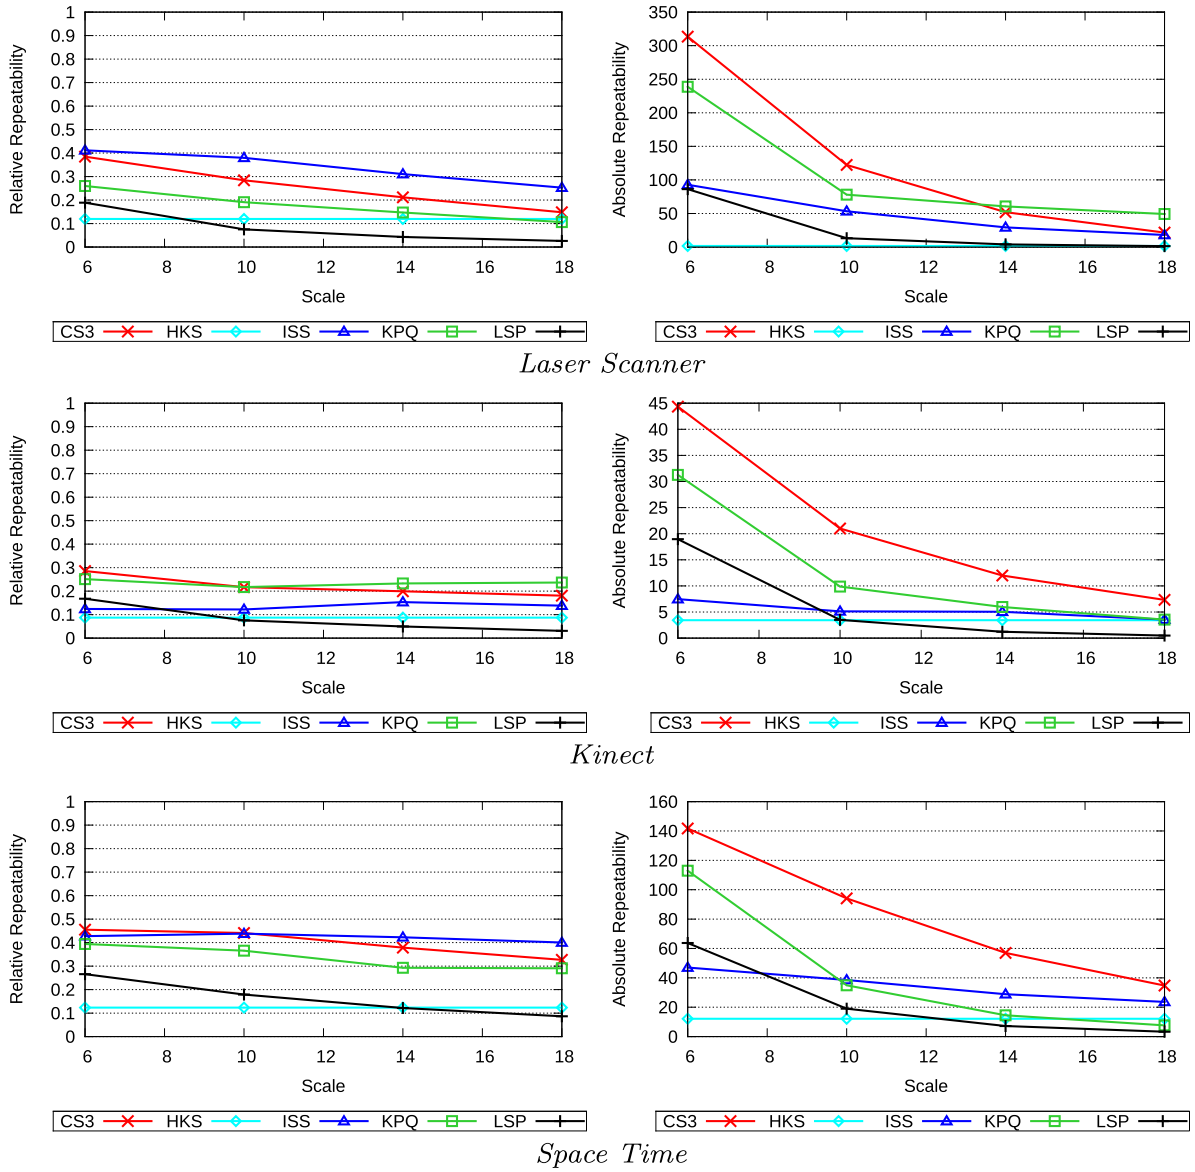 1
0.9
0.8
0.7
0.6
0.5
0.4
0.3
0.2
0.1
0
Relative Repeatability
6 8 10 12 14 16 18
Scale
CS3 HKS ISS KPQ LSP
350
300
250
200
150
100
50
0
Absolute Repeatability
6 8 10 12 14 16 18
Scale
CS3 HKS ISS KPQ LSP
Laser Scanner
1
0.9
0.8
0.7
0.6
0.5
0.4
0.3
0.2
0.1
0
Relative Repeatability
6 8 10 12 14 16 18
Scale
CS3 HKS ISS KPQ LSP
45
40
35
30
25
20
15
10
5
0
Absolute Repeatability
6 8 10 12 14 16 18
Scale
CS3 HKS ISS KPQ LSP
Kinect
1
0.9
0.8
0.7
0.6
0.5
0.4
0.3
0.2
0.1
0
Relative Repeatability
6 8 10 12 14 16 18
Scale
CS3 HKS ISS KPQ LSP
160
140
120
100
80
60
40
20
0
Absolute Repeatability
6 8 10 12 14 16 18
Scale
CS3 HKS ISS KPQ LSP
Space Time